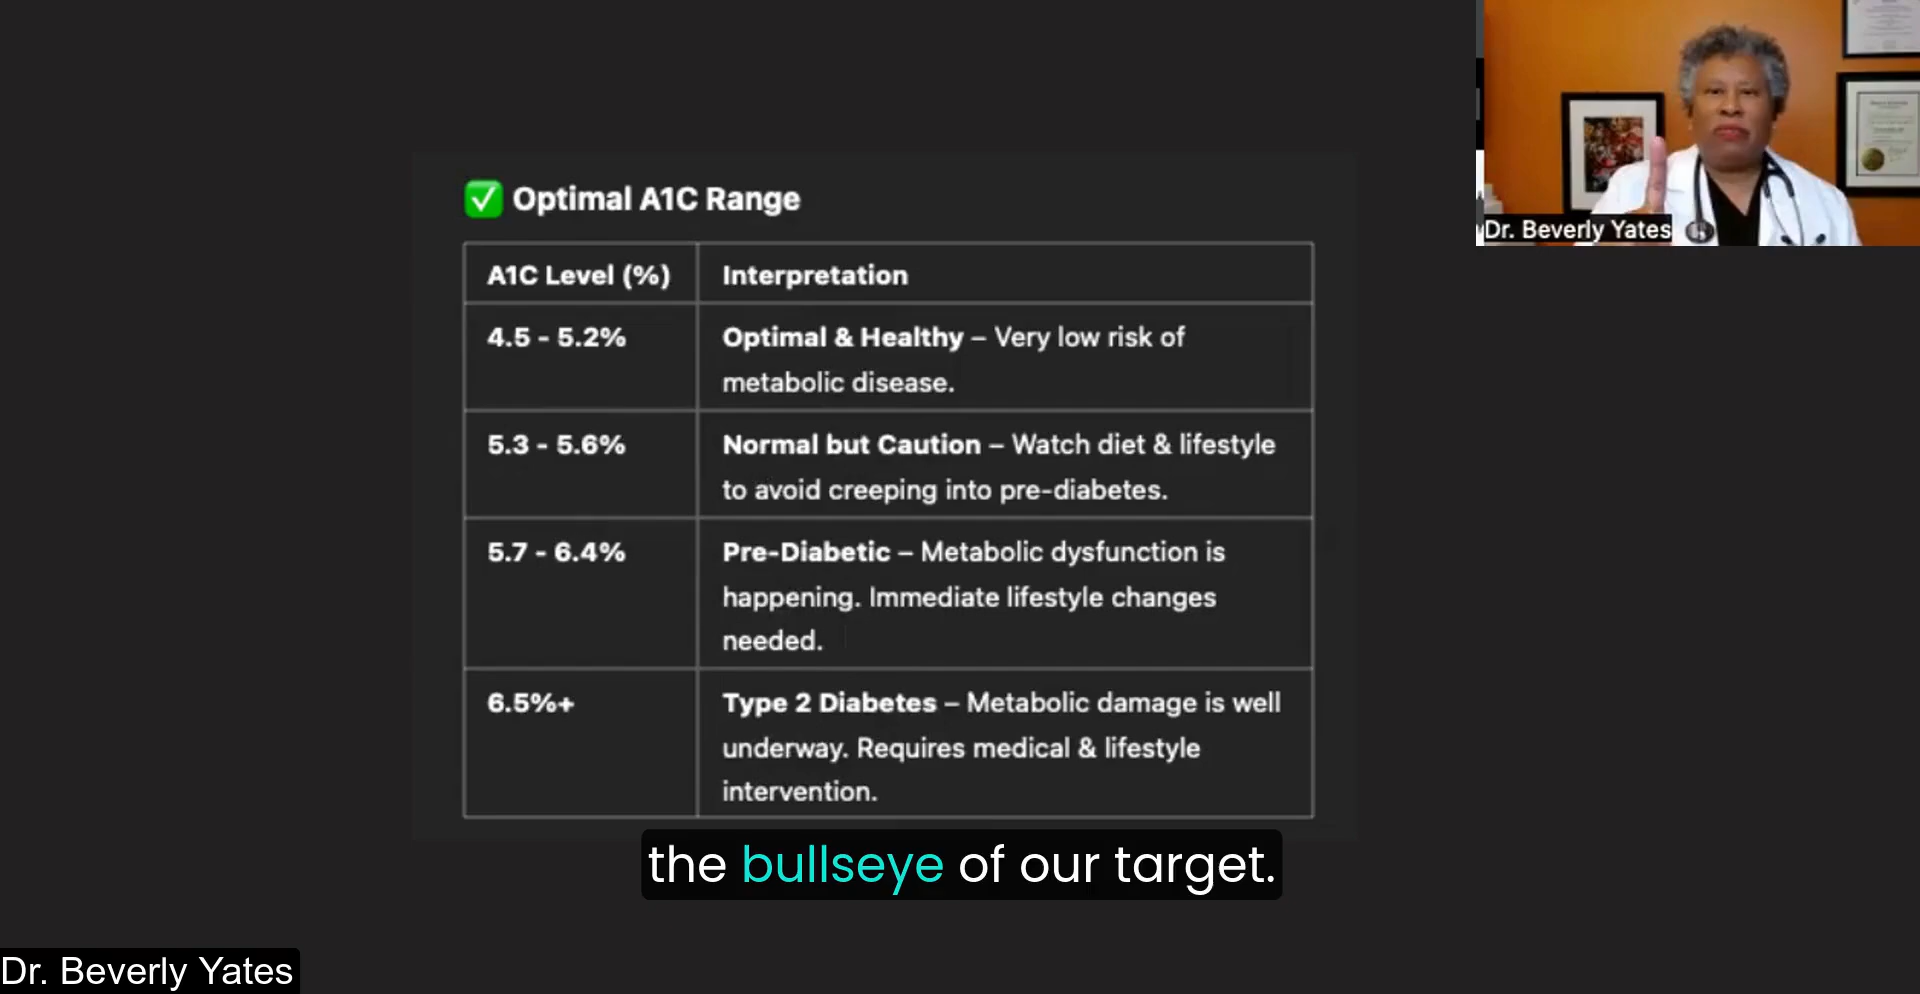 ✅ Optimal A1C Range
A1C Level (%) Interpretation
4.5 - 5.2% Optimal & Healthy – Very low risk of
metabolic disease.
5.3 - 5.6% Normal but Caution – Watch diet & lifestyle
to avoid creeping into pre-diabetes.
5.7 - 6.4% Pre-Diabetic – Metabolic dysfunction is
happening. Immediate lifestyle changes
needed.
6.5%+ Type 2 Diabetes – Metabolic damage is well
underway. Requires medical & lifestyle
intervention.
Dr. Beverly Yates
the bullseye of our target.
Dr. Beverly Yates